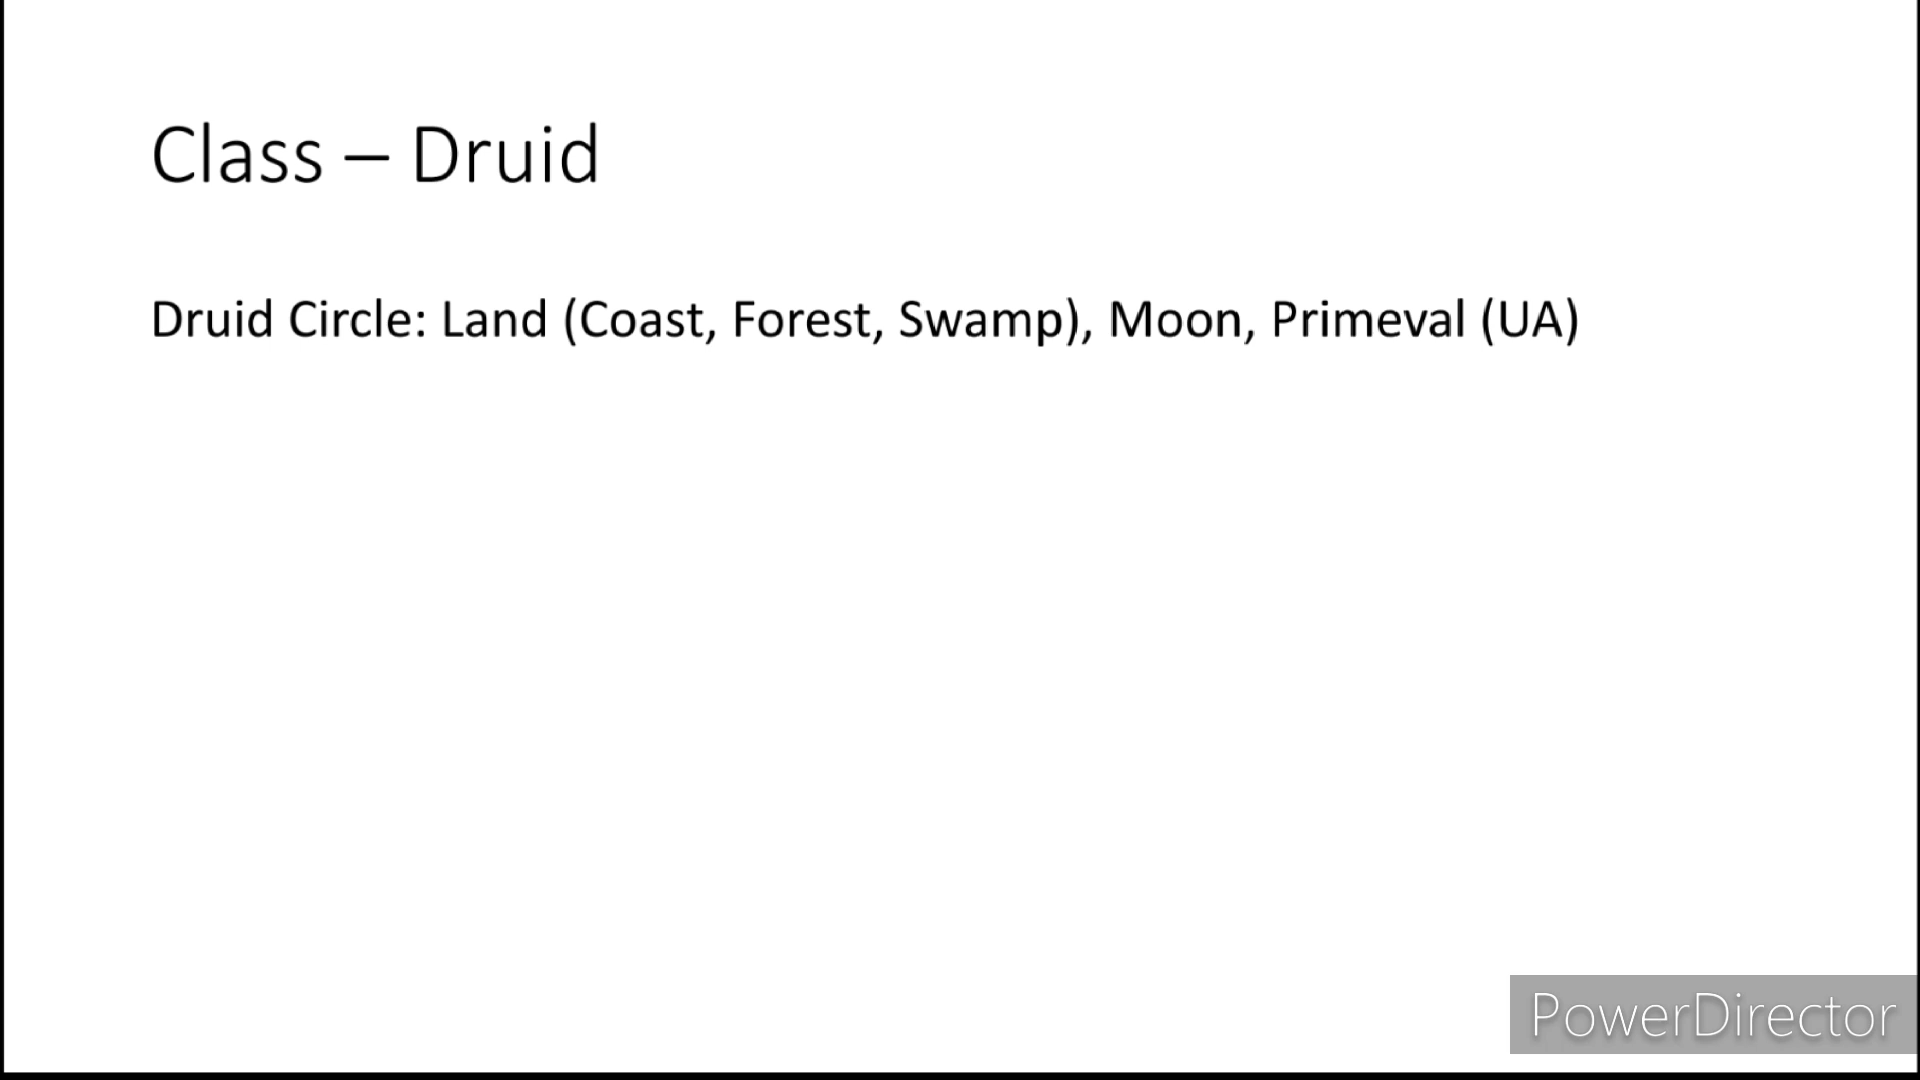 Class – Druid
Druid Circle: Land (Coast, Forest, Swamp), Moon, Primeval (UA)
PowerDirector